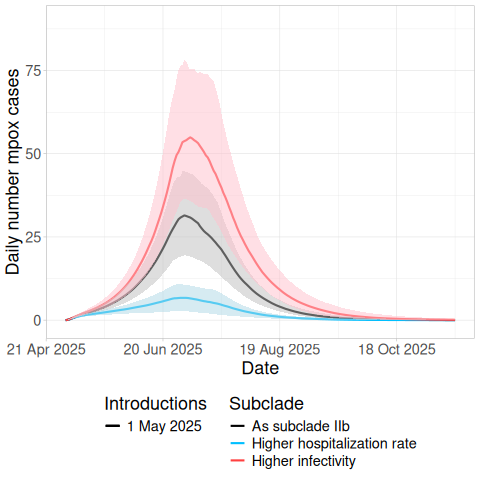 Daily number mpox cases
75
50
25
0
21 Apr 2025
20 Jun 2025
19 Aug 2025
18 Oct 2025
Date
Introductions
1 May 2025
Subclade
As subclade IIb
Higher hospitalization rate
Higher infectivity